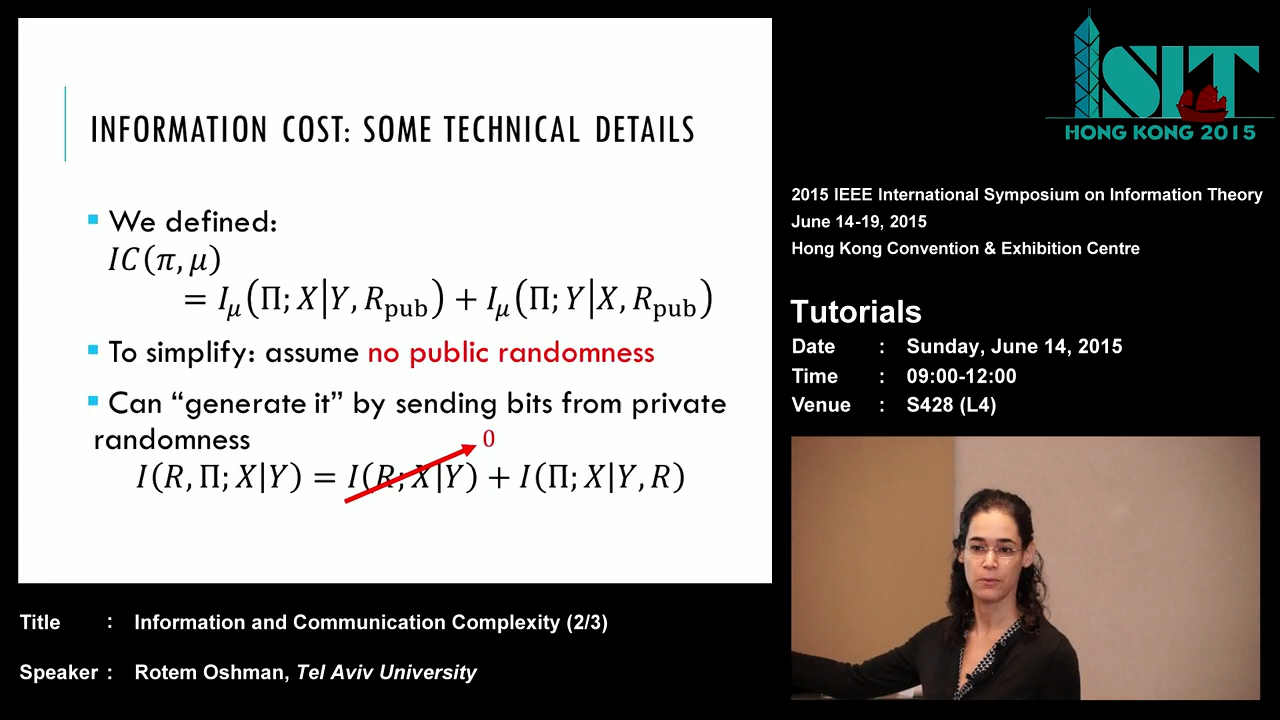 INFORMATION COST: SOME TECHNICAL DETAILS
We defined:
IC(π, μ)
= I_μ(Π; X|Y, R_pub) + I_μ(Π; Y|X, R_pub)
To simplify: assume no public randomness
Can “generate it” by sending bits from private
randomness
0
I(R, Π; X|Y) = I(R; X|Y) + I(Π; X|Y, R)
ISIT
HONG KONG 2015
2015 IEEE International Symposium on Information Theory
June 14-19, 2015
Hong Kong Convention & Exhibition Centre
Tutorials
Date : Sunday, June 14, 2015
Time : 09:00-12:00
Venue : S428 (L4)
Title : Information and Communication Complexity (2/3)
Speaker : Rotem Oshman, Tel Aviv University